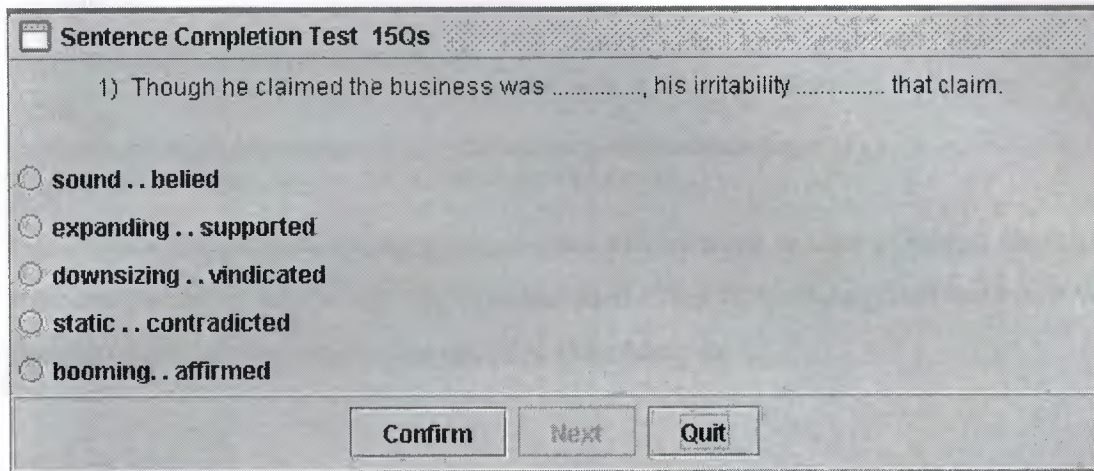 Sentence Completion Test 15Qs
1) Though he claimed the business was .............., his irritability .............. that claim.
sound . . belied
expanding . . supported
downsizing . . vindicated
static . . contradicted
booming. . affirmed
Confirm Next Quit